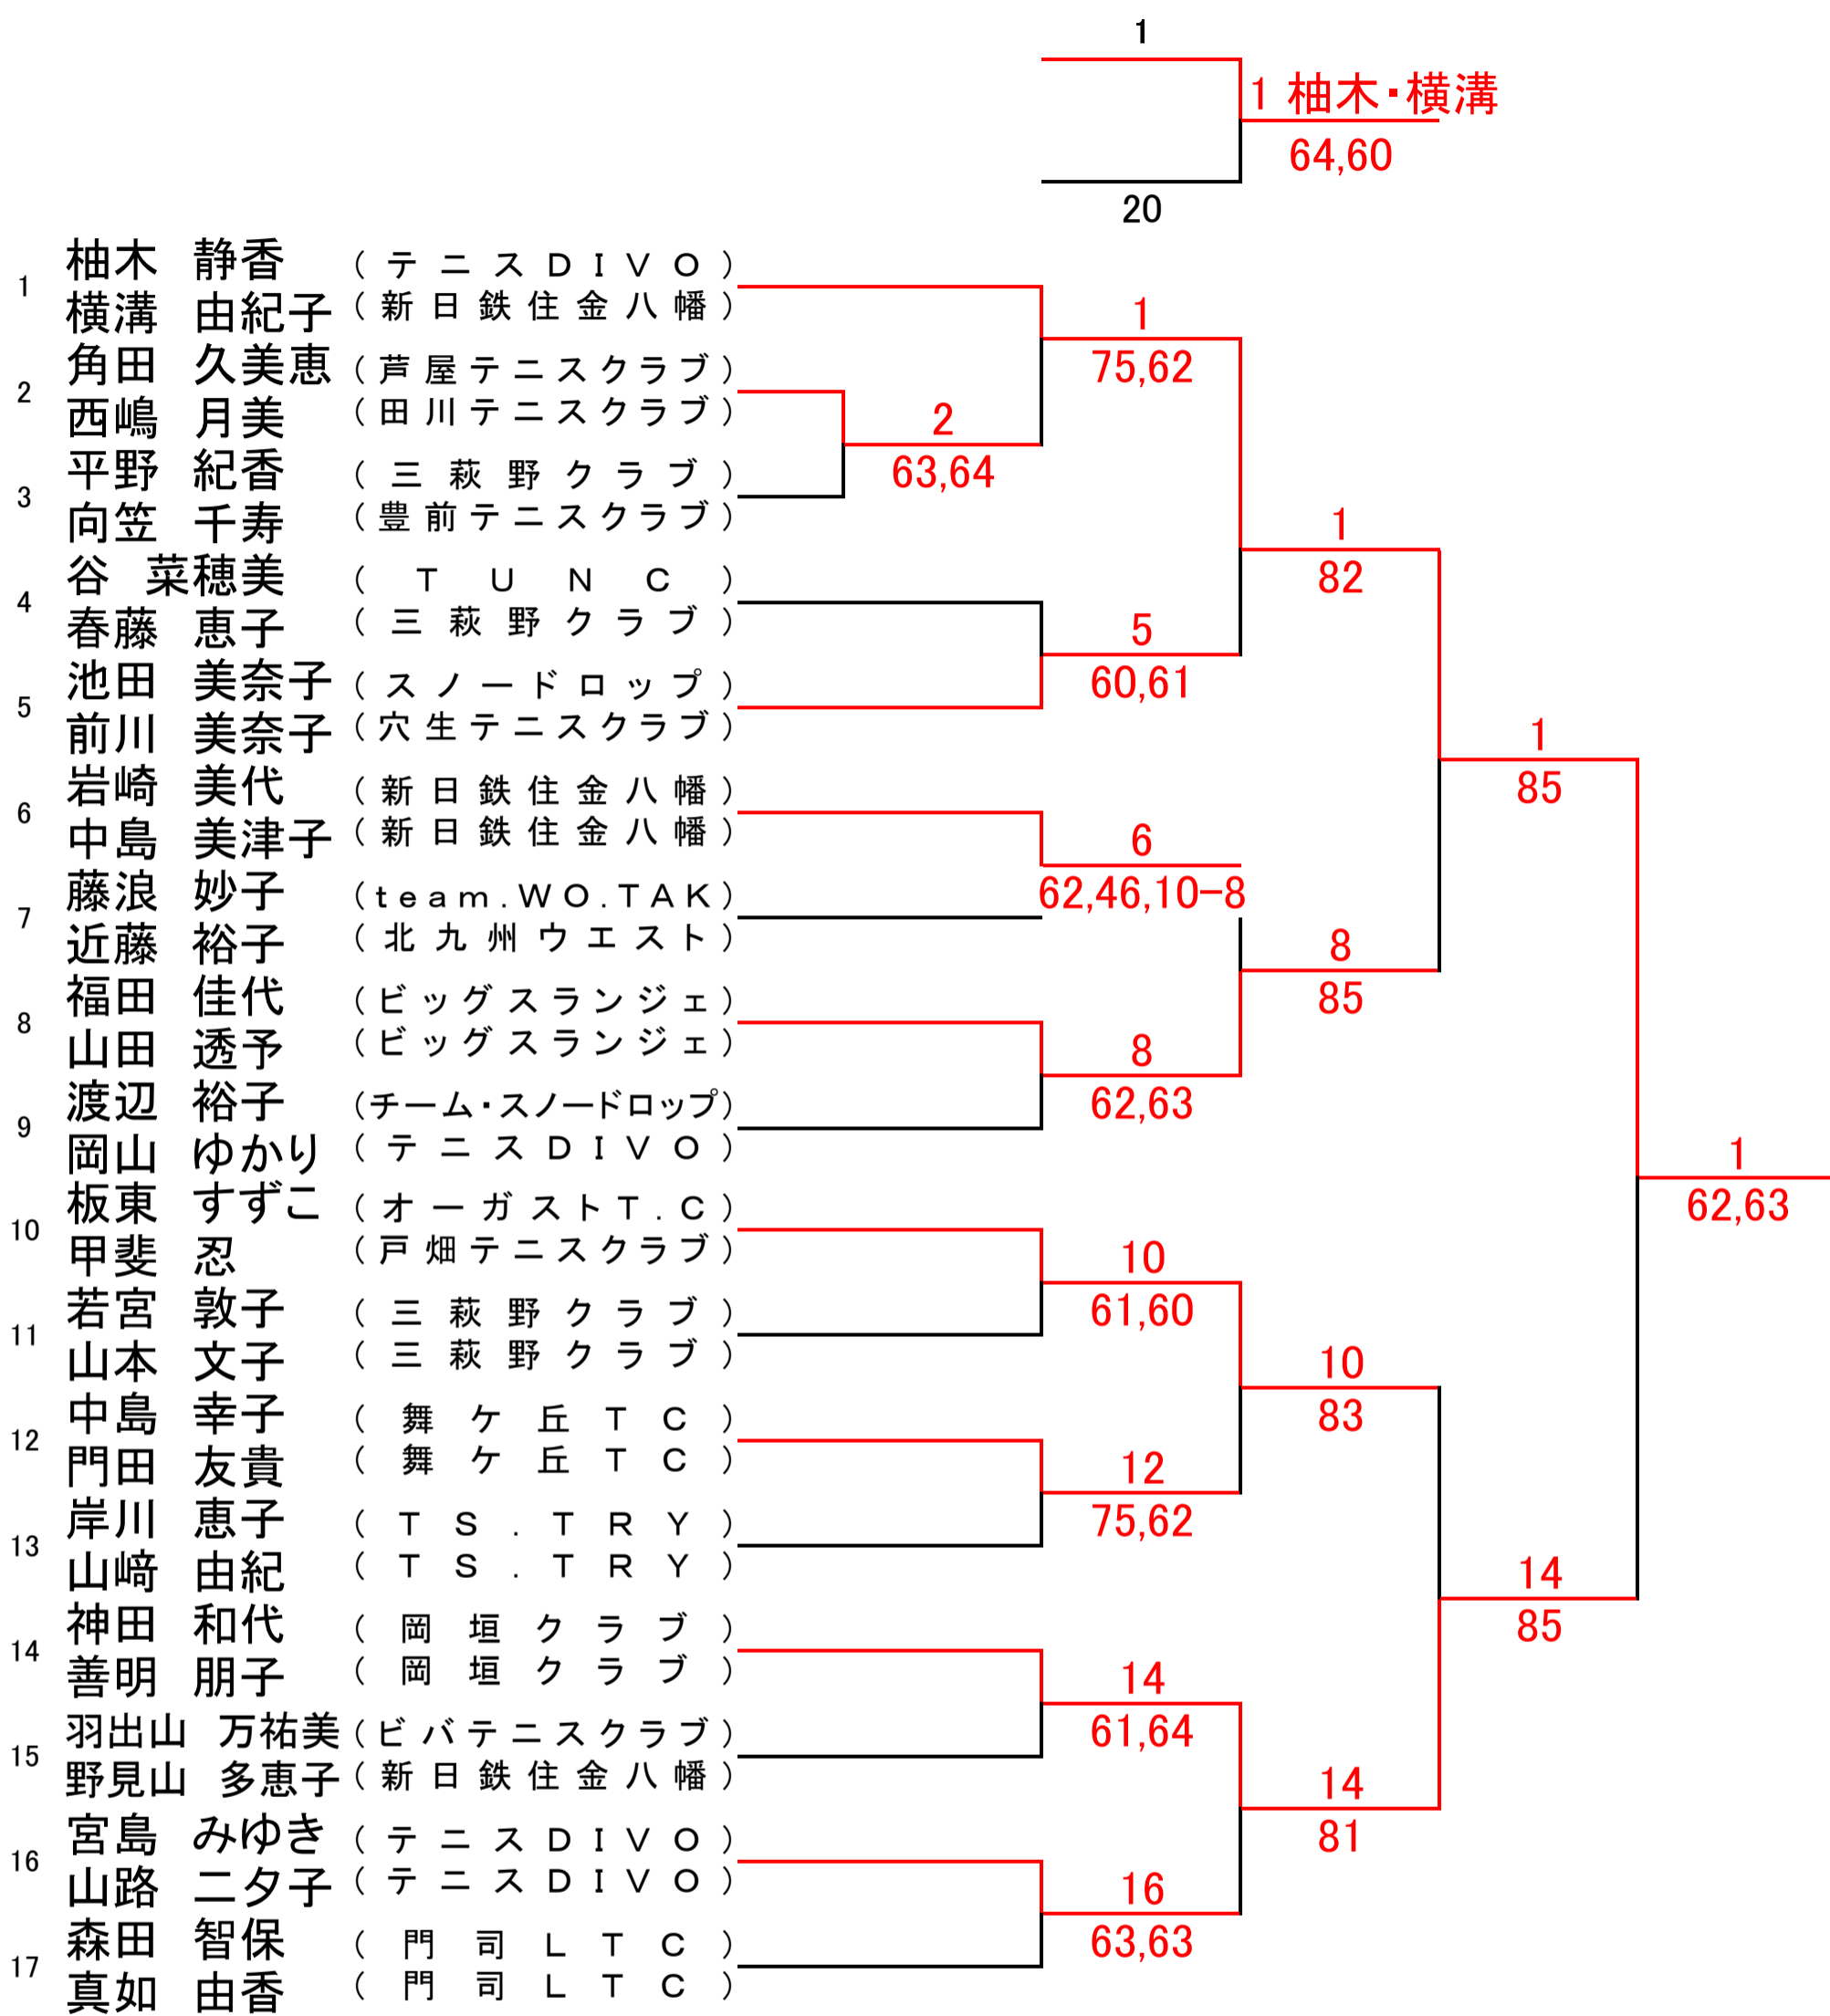 1
1 柚木・横溝
64,60
20
柚木 静香 (テニスDIVO)
1
横溝 由紀子 (新日鉄住金八幡)
1
角田 久美恵 (芦屋テニスクラブ)
75,62
2
西嶋 月美 (田川テニスクラブ)
2
平野 紀香 (三萩野クラブ)
63,64
3
向笠 千寿 (豊前テニスクラブ)
1
谷 菜穂美 (TUNC)
82
4
春藤 恵子 (三萩野クラブ)
5
池田 美奈子 (スノードロップ)
60,61
5
前川 美奈子 (穴生テニスクラブ)
1
岩崎 美代 (新日鉄住金八幡)
85
6
中島 美津子 (新日鉄住金八幡)
6
藤浪 妙子 (team.WO.TAK)
62,46,10-8
7
近藤 裕子 (北九州ウエスト)
8
福田 佳代 (ビッグスランジェ)
85
8
山田 透予 (ビッグスランジェ)
8
渡辺 裕子 (チーム・スノードロップ)
62,63
9
岡山 ゆかり (テニスDIVO)
1
板東 すずこ (オーガストT.C)
62,63
10
甲斐 忍 (戸畑テニスクラブ)
10
若宮 敦子 (三萩野クラブ)
61,60
11
山本 文子 (三萩野クラブ)
10
中島 幸子 (舞ケ丘TC)
83
12
門田 友貴 (舞ケ丘TC)
12
岸川 恵子 (TS.TRY)
75,62
13
山﨑 由紀 (TS.TRY)
14
神田 和代 (岡垣クラブ)
85
14
善明 朋子 (岡垣クラブ)
14
羽出山 万祐美 (ビバテニスクラブ)
61,64
15
野見山 多恵子 (新日鉄住金八幡)
14
宮島 みゆき (テニスDIVO)
81
16
山路 二夕子 (テニスDIVO)
16
森田 智保 (門司LTC)
63,63
17
真如 由香 (門司LTC)